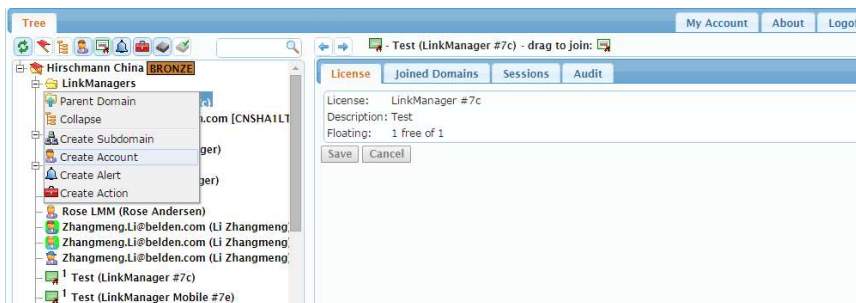 Tree
My Account About Logo
- Test (LinkManager #7c) - drag to join:
Hirschmann China BRONZE
LinkManagers
Parent Domain c)
Collapse .com [CNSHA1LT
Create Subdomain
Create Account ger)
Create Alert
ger)
Create Action
Rose LMM (Rose Andersen)
Zhangmeng.Li@belden.com (Li Zhangmeng)
Zhangmeng.Li@belden.com (Li Zhangmeng)
Zhangmeng.Li@belden.com (Li Zhangmeng)
1 Test (LinkManager #7c)
1 Test (LinkManager Mobile #7e)
License Joined Domains Sessions Audit
License: LinkManager #7c
Description: Test
Floating: 1 free of 1
Save Cancel